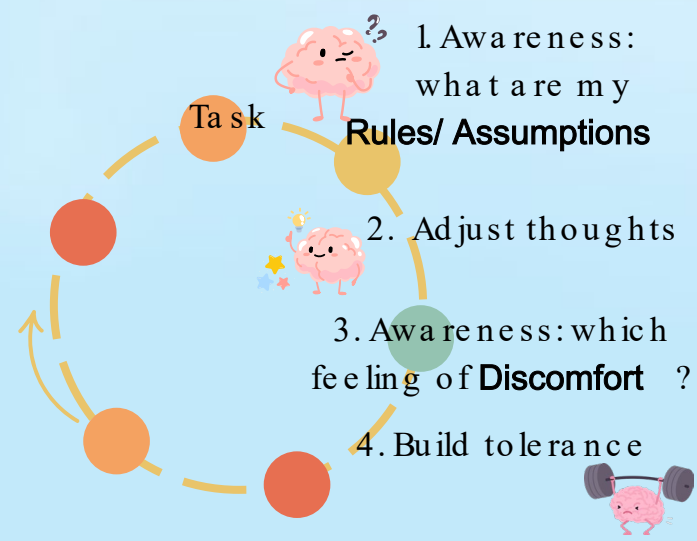 Task
1. Awareness:
what are my
Rules/ Assumptions
2. Adjust thoughts
3. Awareness: which
feeling of Discomfort ?
4. Build tolerance